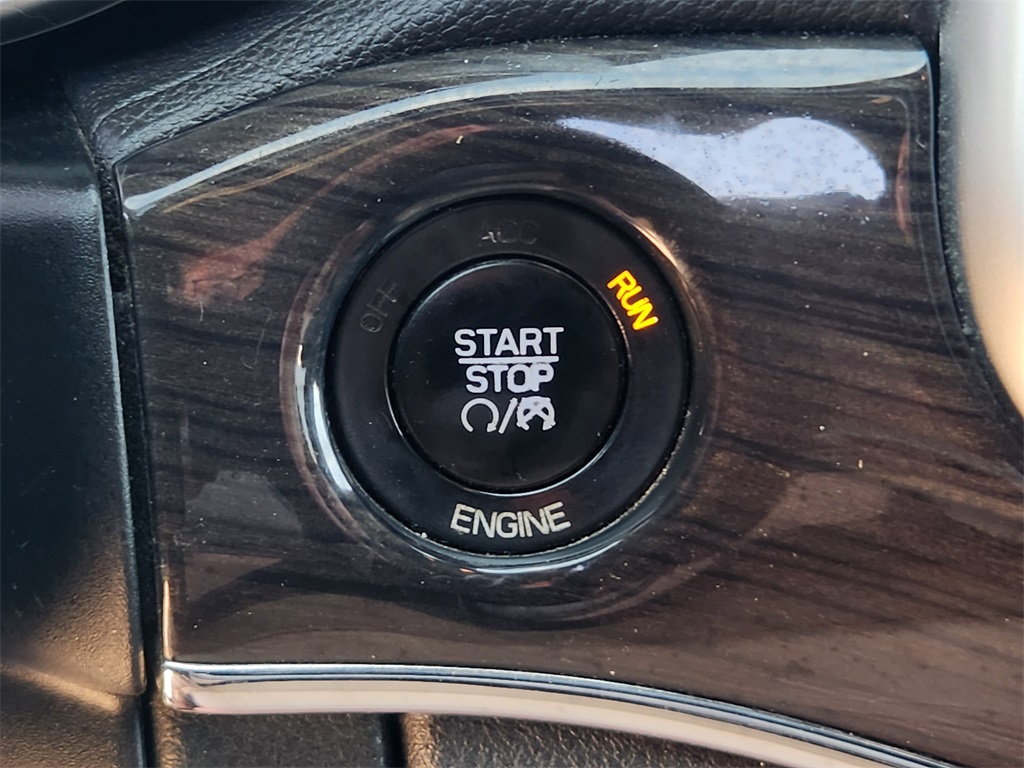 ACC
OFF
RUN
START
STOP
ENGINE